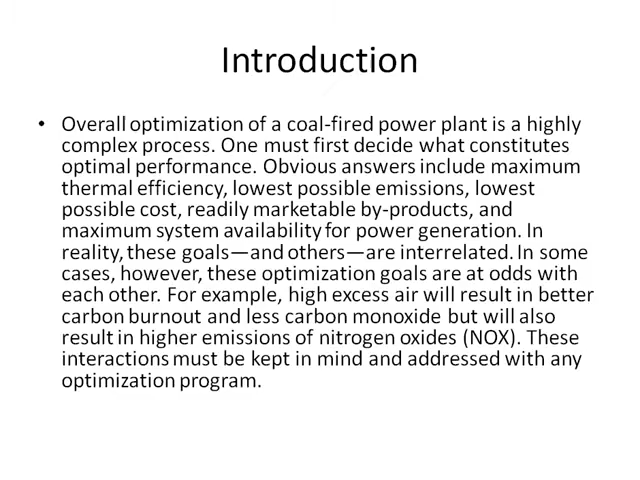 Introduction
• Overall optimization of a coal-fired power plant is a highly
complex process. One must first decide what constitutes
optimal performance. Obvious answers include maximum
thermal efficiency, lowest possible emissions, lowest
possible cost, readily marketable by-products, and
maximum system availability for power generation. In
reality, these goals—and others—are interrelated. In some
cases, however, these optimization goals are at odds with
each other. For example, high excess air will result in better
carbon burnout and less carbon monoxide but will also
result in higher emissions of nitrogen oxides (NOX). These
interactions must be kept in mind and addressed with any
optimization program.